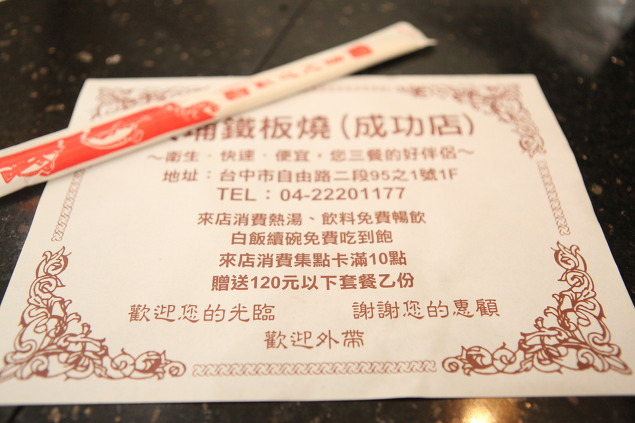 埔鐵板燒(成功店)
～衛生．快速．便宜，您三餐的好伴侶～
地址：台中市自由路二段95之1號1F
TEL：04-22201177
來店消費熱湯、飲料免費暢飲
白飯續碗免費吃到飽
來店消費集點卡滿10點
贈送120元以下套餐乙份
歡迎您的光臨 謝謝您的惠顧
歡迎外帶